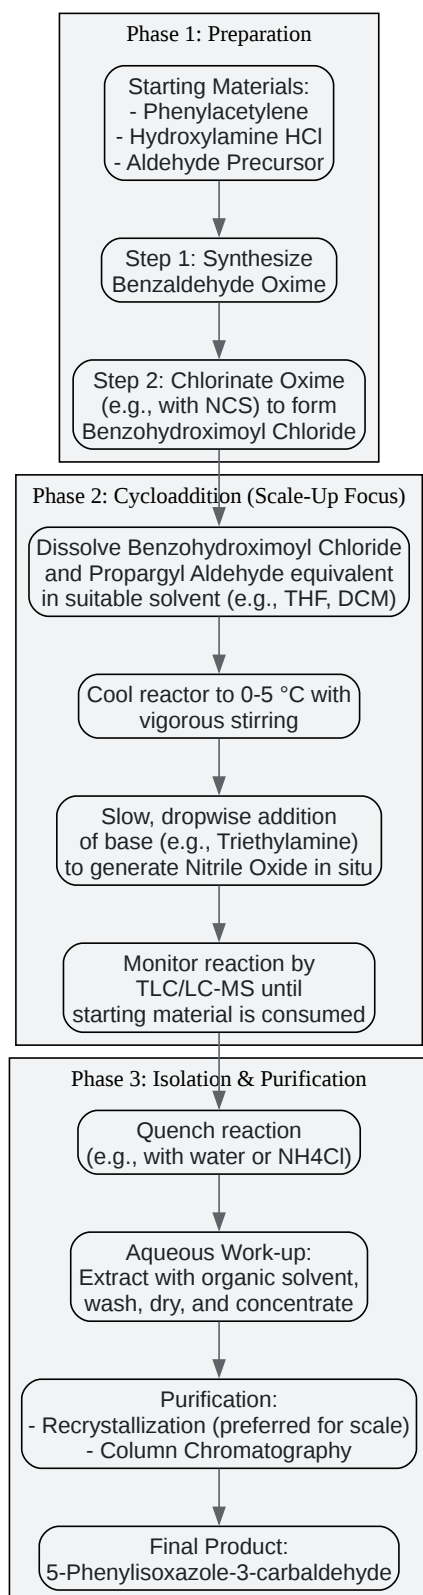 Phase 1: Preparation
Starting Materials:
- Phenylacetylene
- Hydroxylamine HCl
- Aldehyde Precursor
Step 1: Synthesize
Benzaldehyde Oxime
Step 2: Chlorinate Oxime
(e.g., with NCS) to form
Benzohydroximoyl Chloride
Phase 2: Cycloaddition (Scale-Up Focus)
Dissolve Benzohydroximoyl Chloride
and Propargyl Aldehyde equivalent
in suitable solvent (e.g., THF, DCM)
Cool reactor to 0-5 °C with
vigorous stirring
Slow, dropwise addition
of base (e.g., Triethylamine)
to generate Nitrile Oxide in situ
Monitor reaction by
TLC/LC-MS until
starting material is consumed
Phase 3: Isolation & Purification
Quench reaction
(e.g., with water or NH4Cl)
Aqueous Work-up:
Extract with organic solvent,
wash, dry, and concentrate
Purification:
- Recrystallization (preferred for scale)
- Column Chromatography
Final Product:
5-Phenylisoxazole-3-carbaldehyde